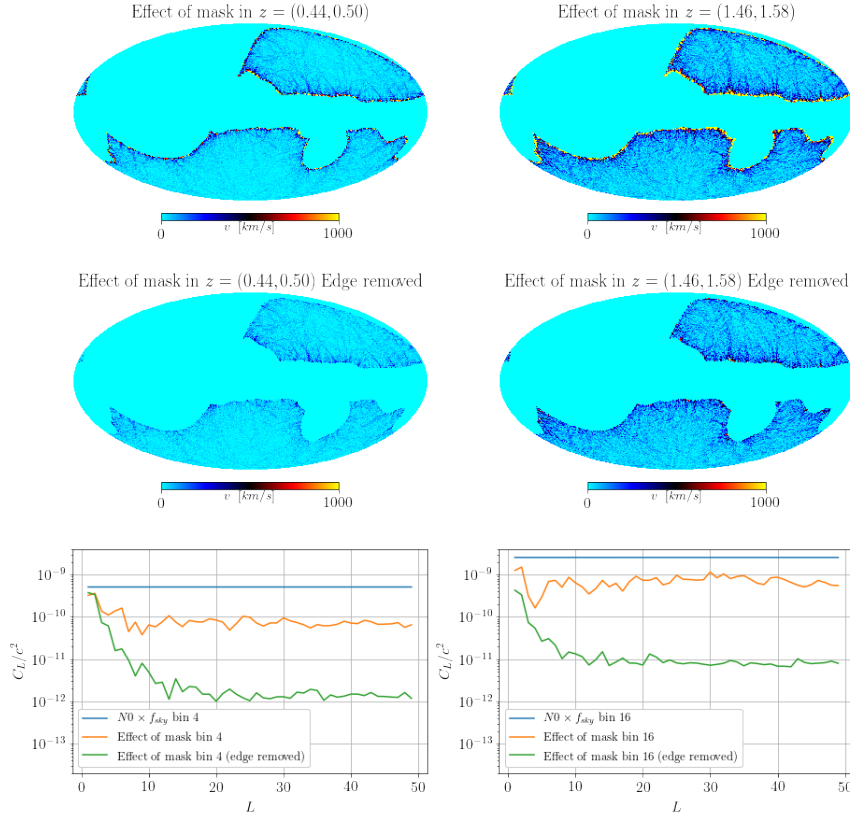 Effect of mask in z = (0.44, 0.50)
Effect of mask in z = (1.46, 1.58)
0 v [km/s] 1000
0 v [km/s] 1000
Effect of mask in z = (0.44, 0.50) Edge removed
Effect of mask in z = (1.46, 1.58) Edge removed
0 v [km/s] 1000
0 v [km/s] 1000
10⁻⁹
10⁻¹⁰
10⁻¹¹
10⁻¹²
10⁻¹³
C_L/c²
N0 × f_sky bin 4
Effect of mask bin 4
Effect of mask bin 4 (edge removed)
0 10 20 30 40 50
L
10⁻⁹
10⁻¹⁰
10⁻¹¹
10⁻¹²
10⁻¹³
C_L/c²
N0 × f_sky bin 16
Effect of mask bin 16
Effect of mask bin 16 (edge removed)
0 10 20 30 40 50
L